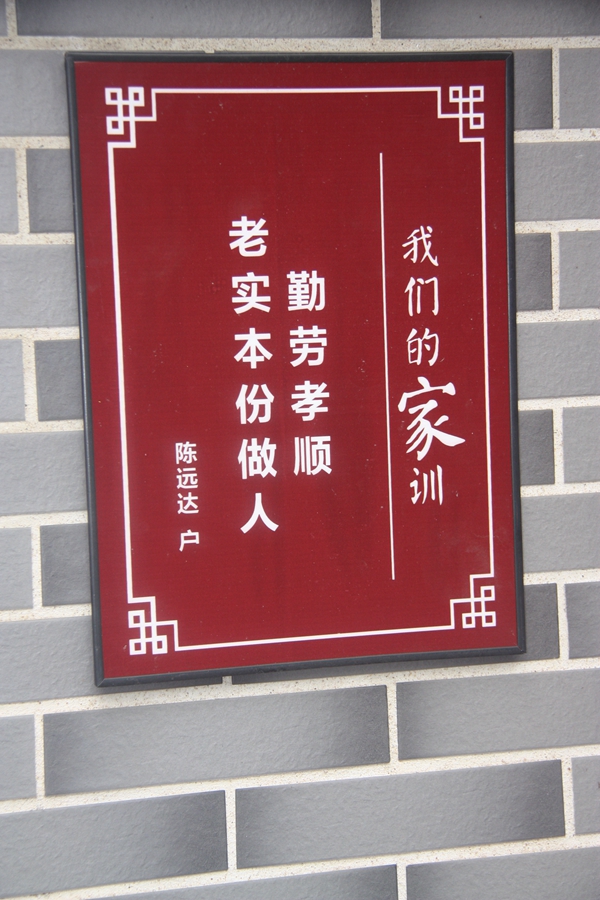 我们的家训
勤劳孝顺
老实本份做人
陈远达 户